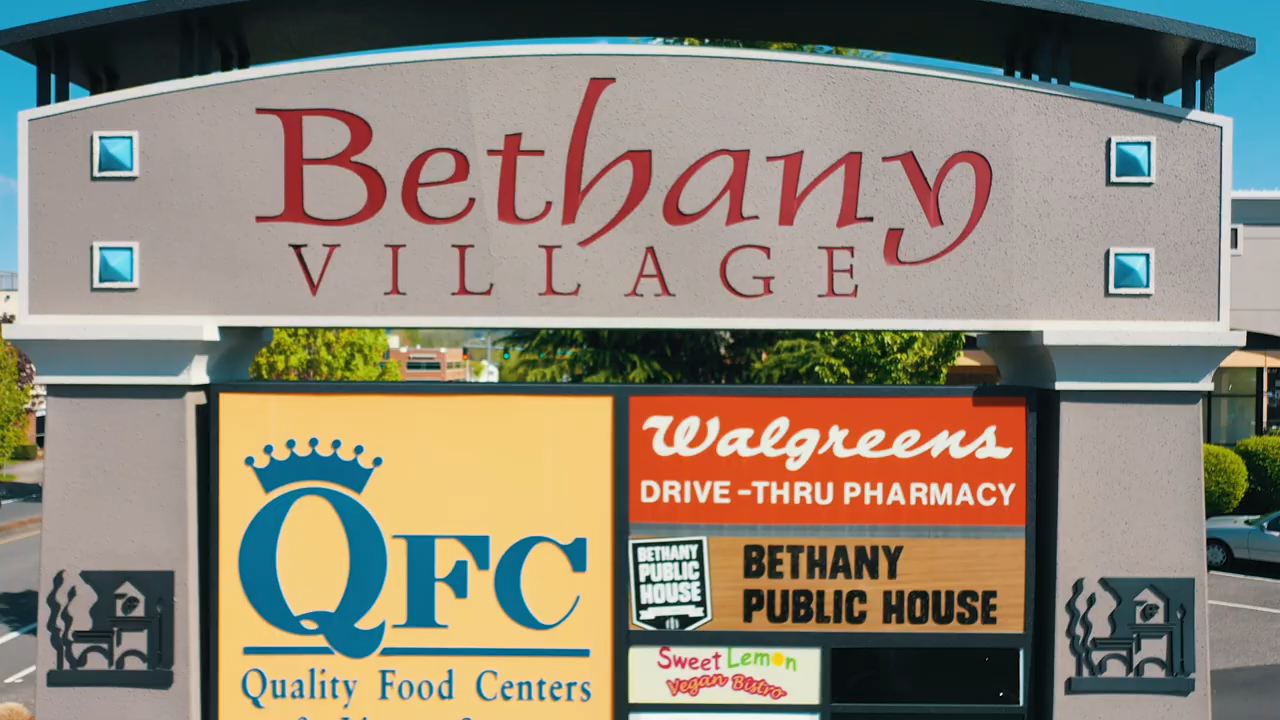 Bethany
VILLAGE
QFC
Quality Food Centers
Walgreens
DRIVE-THRU PHARMACY
BETHANY
PUBLIC
HOUSE
BETHANY
PUBLIC HOUSE
Sweet Lemon
Vegan Bistro